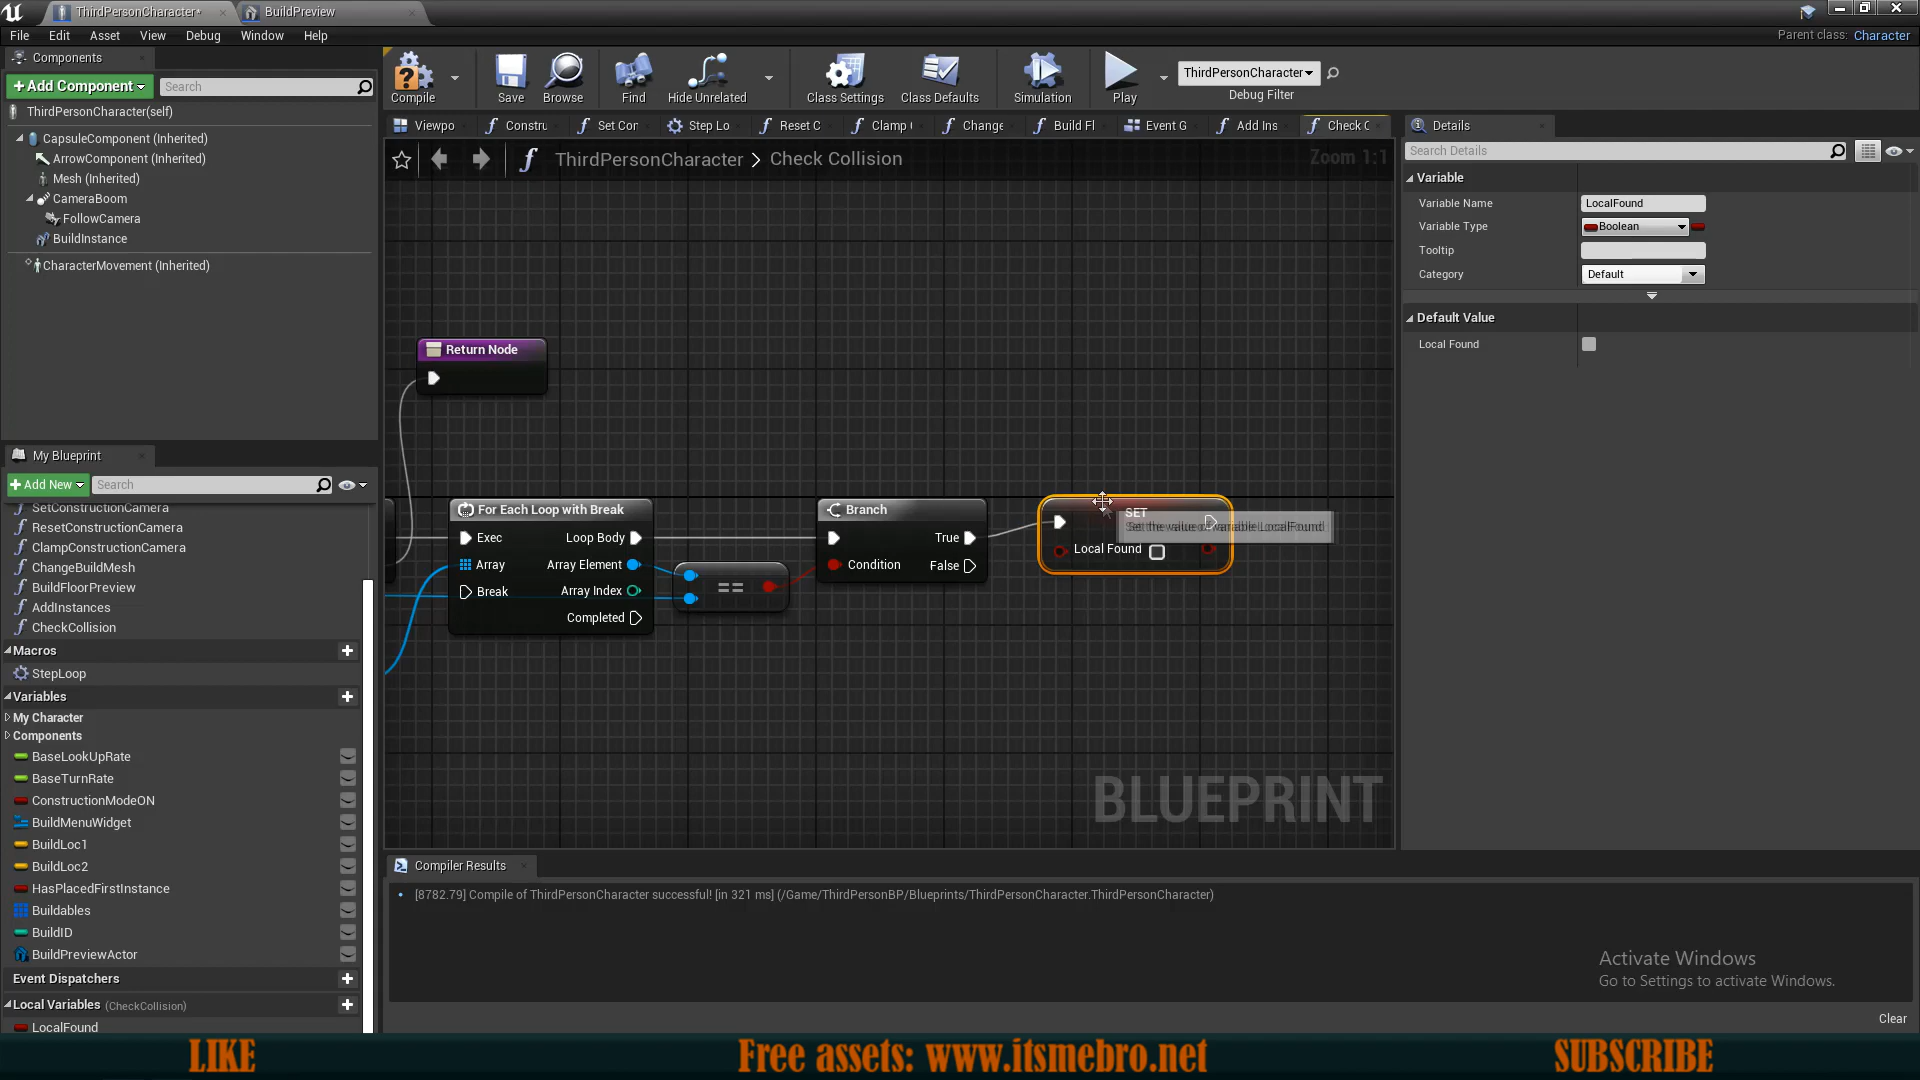 ThirdPersonCharacter*
BuildPreview
File Edit Asset View Window Debug Window Help
Parent class: Character
Components
+Add Component
Search
ThirdPersonCharacter(self)
CapsuleComponent (Inherited)
ArrowComponent (Inherited)
Mesh (Inherited)
CameraBoom
FollowCamera
BuildInstance
CharacterMovement (Inherited)
Compile
Save
Browse
Find
Hide Unrelated
Class Settings
Class Defaults
Simulation
Play
ThirdPersonCharacter
Debug Filter
Viewpo
Constru
Set Cor
Step Lo
Reset C
Clamp
Change
Build Fl
Event G
Add Ins
Check C
ThirdPersonCharacter > Check Collision
Zoom 1:1
Return Node
For Each Loop with Break
Exec
Loop Body
Array
Array Element
Break
Array Index
Completed
==
Branch
True
Condition
False
SET
Set the value of variable LocalFound
Local Found
BLUEPRINT
Details
Search Details
Variable
Variable Name
LocalFound
Variable Type
Boolean
Tooltip
Category
Default
Default Value
Local Found
My Blueprint
+Add New
Search
SetConstructionCamera
ResetConstructionCamera
ClampConstructionCamera
ChangeBuildMesh
BuildFloorPreview
AddInstances
CheckCollision
Macros
StepLoop
Variables
My Character
Components
BaseLookUpRate
BaseTurnRate
ConstructionModeON
BuildMenuWidget
BuildLoc1
BuildLoc2
HasPlacedFirstInstance
Buildables
BuildID
BuildPreviewActor
Event Dispatchers
Local Variables (CheckCollision)
LocalFound
Compiler Results
[8782.79] Compile of ThirdPersonCharacter successful! [in 321 ms] (/Game/ThirdPersonBP/Blueprints/ThirdPersonCharacter.ThirdPersonCharacter)
Activate Windows
Go to Settings to activate Windows.
Clear
LIKE
Free assets: www.itsmebro.net
SUBSCRIBE